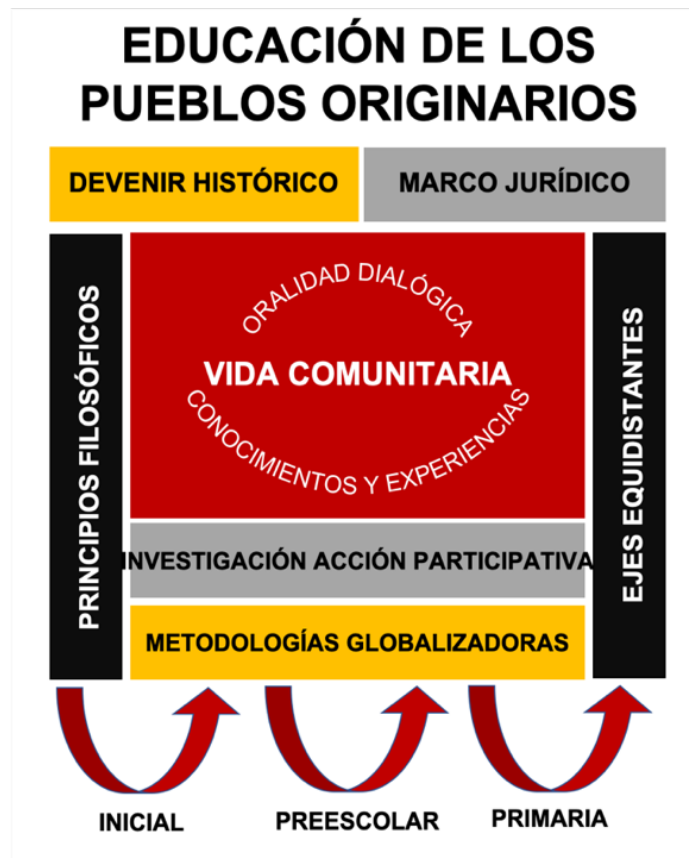 EDUCACIÓN DE LOS
PUEBLOS ORIGINARIOS
DEVENIR HISTÓRICO
MARCO JURÍDICO
PRINCIPIOS FILOSÓFICOS
ORALIDAD DIALÓGICA
VIDA COMUNITARIA
CONOCIMIENTOS Y EXPERIENCIAS
EJES EQUIDISTANTES
INVESTIGACIÓN ACCIÓN PARTICIPATIVA
METODOLOGÍAS GLOBALIZADORAS
INICIAL
PREESCOLAR
PRIMARIA